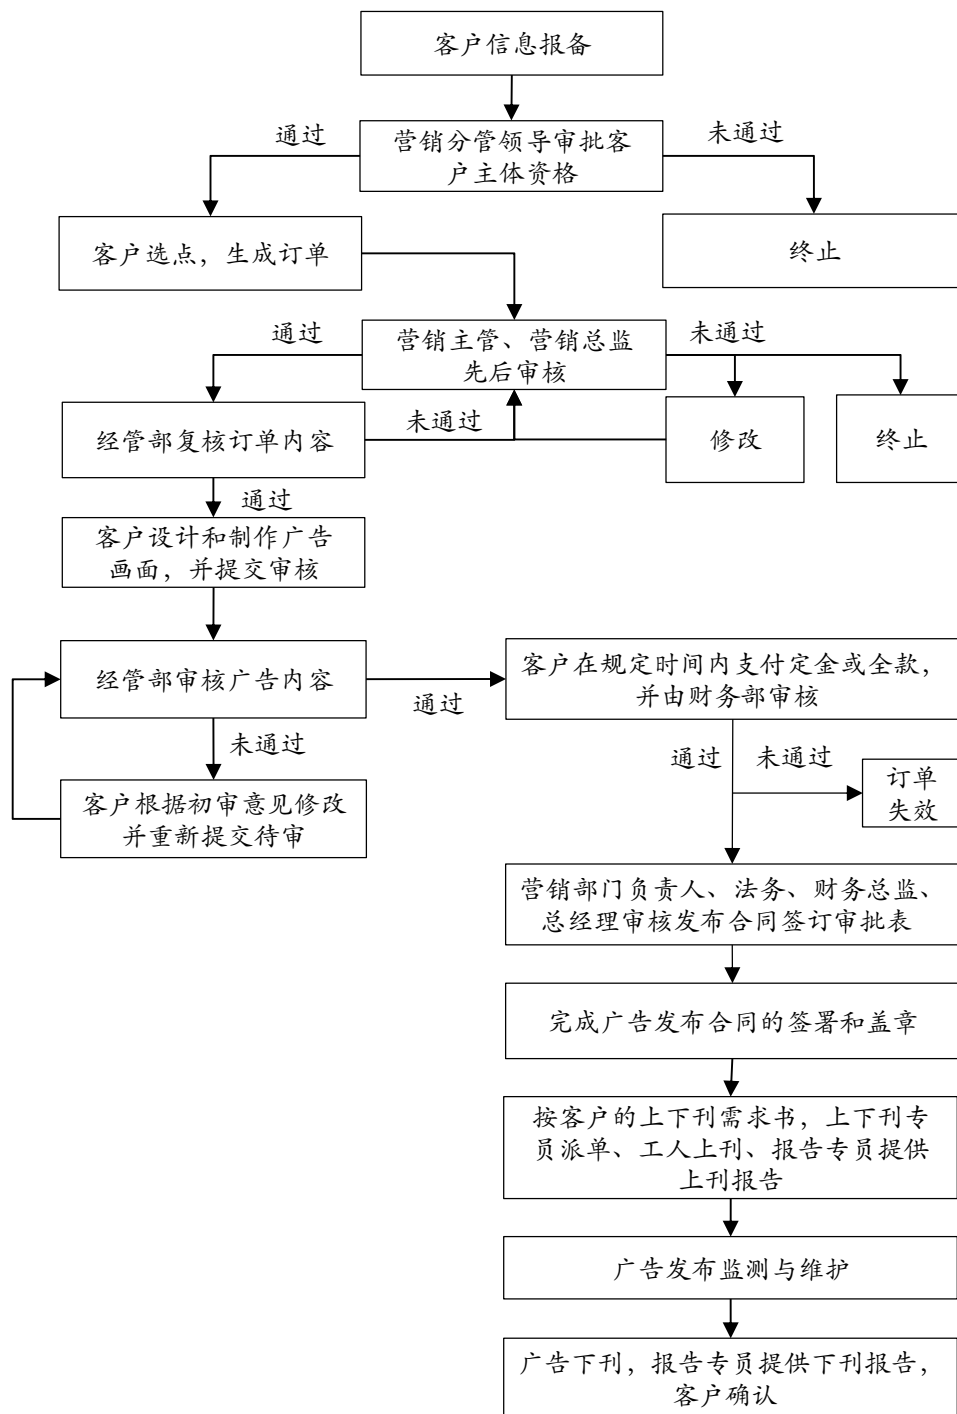 客户信息报备
通过
营销分管领导审批客
户主体资格
未通过
客户选点，生成订单
终止
通过
营销主管、营销总监
先后审核
未通过
经管部复核订单内容
未通过
修改
终止
通过
客户设计和制作广告
画面，并提交审核
经管部审核广告内容
通过
客户在规定时间内支付定金或全款，
并由财务部审核
未通过
通过
未通过
订单
失效
客户根据初审意见修改
并重新提交待审
营销部门负责人、法务、财务总监、
总经理审核发布合同签订审批表
完成广告发布合同的签署和盖章
按客户的上下刊需求书，上下刊专
员派单、工人上刊、报告专员提供
上刊报告
广告发布监测与维护
广告下刊，报告专员提供下刊报告，
客户确认